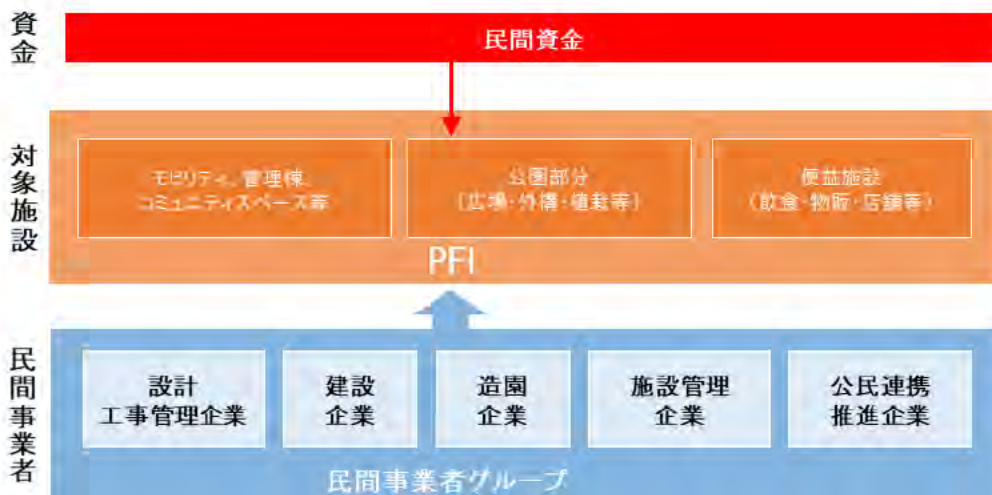 資金
民間資金
対象施設
モビリティ、管理棟、
コミュニティスペース等
公園部分
(広場・外構・植栽等)
便益施設
(飲食・物販・店舗等)
PFI
民間事業者
設計
工事管理企業
建設
企業
造園
企業
施設管理
企業
公民連携
推進企業
民間事業者グループ